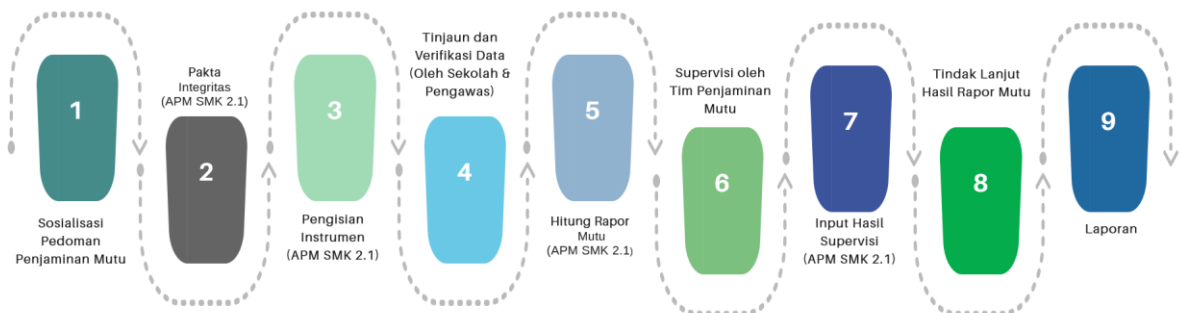 1
Sosialisasi
Pedoman
Penjaminan Mutu
Pakta
Integritas
(APM SMK 2.1)
2
3
Pengisian
Instrumen
(APM SMK 2.1)
Tinjaun dan
Verifikasi Data
(Oleh Sekolah &
Pengawas)
4
5
Hitung Rapor
Mutu
(APM SMK 2.1)
Supervisi oleh
Tim Penjaminan
Mutu
6
7
Input Hasil
Supervisi
(APM SMK 2.1)
Tindak Lanjut
Hasil Rapor Mutu
8
9
Laporan